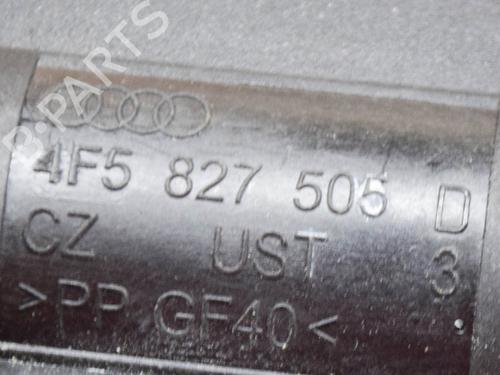 B-PARTS
4F5 827 505 D
CZ UST 3
>PP GF40<